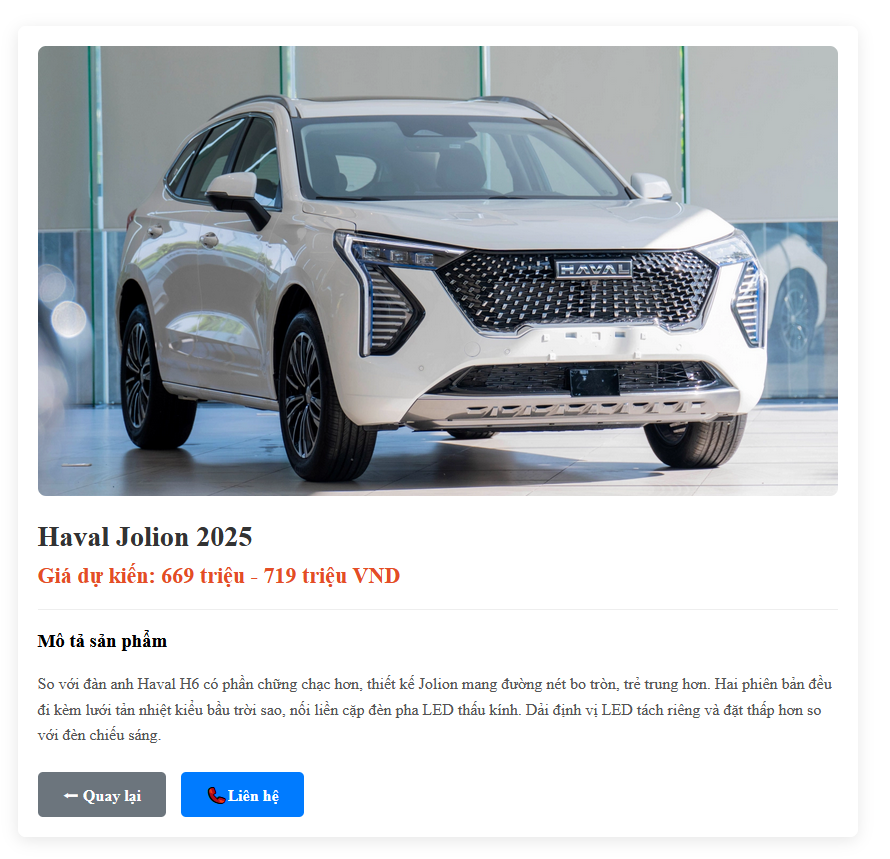 HAVAL
Haval Jolion 2025
Giá dự kiến: 669 triệu - 719 triệu VND
Mô tả sản phẩm
So với đàn anh Haval H6 có phần chững chạc hơn, thiết kế Jolion mang đường nét bo tròn, trẻ trung hơn. Hai phiên bản đều
đi kèm lưới tản nhiệt kiểu bầu trời sao, nối liền cặp đèn pha LED thấu kính. Dải định vị LED tách riêng và đặt thấp hơn so
với đèn chiếu sáng.
⬅ Quay lại
📞Liên hệ